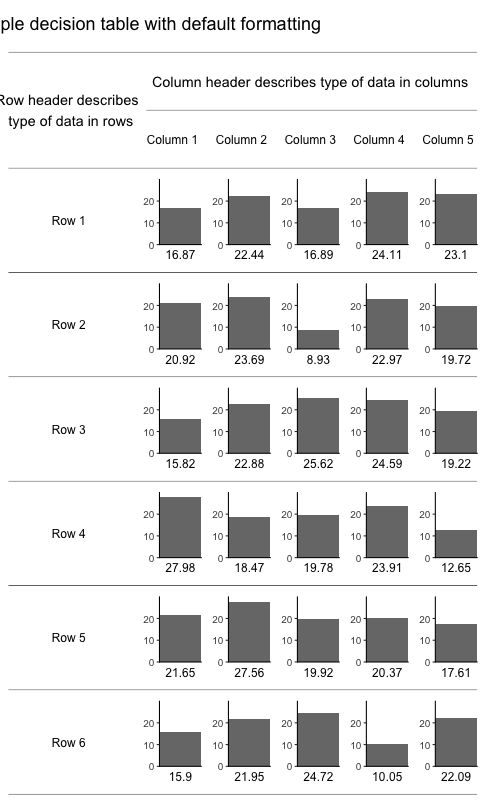 ple decision table with default formatting
Column header describes type of data in columns
Row header describes
type of data in rows
Column 1 Column 2 Column 3 Column 4 Column 5
Row 1
20 10 0 20 10 0 20 10 0 20 10 0 20 10 0
16.87 22.44 16.89 24.11 23.1
Row 2
20 10 0 20 10 0 20 10 0 20 10 0 20 10 0
20.92 23.69 8.93 22.97 19.72
Row 3
20 10 0 20 10 0 20 10 0 20 10 0 20 10 0
15.82 22.88 25.62 24.59 19.22
Row 4
20 10 0 20 10 0 20 10 0 20 10 0 20 10 0
27.98 18.47 19.78 23.91 12.65
Row 5
20 10 0 20 10 0 20 10 0 20 10 0 20 10 0
21.65 27.56 19.92 20.37 17.61
Row 6
20 10 0 20 10 0 20 10 0 20 10 0 20 10 0
15.9 21.95 24.72 10.05 22.09